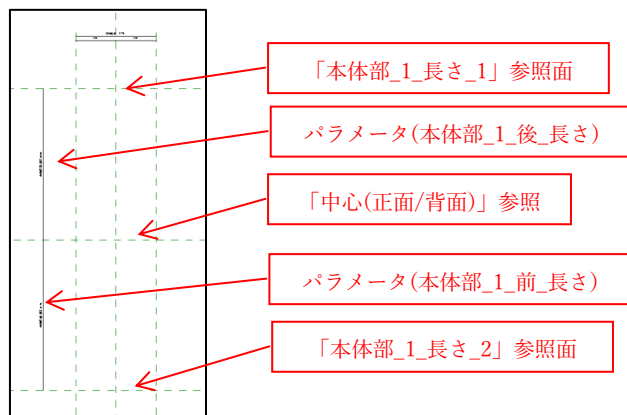 「本体部_1_長さ_1」参照面
パラメータ(本体部_1_後_長さ)
「中心(正面/背面)」参照
パラメータ(本体部_1_前_長さ)
「本体部_1_長さ_2」参照面